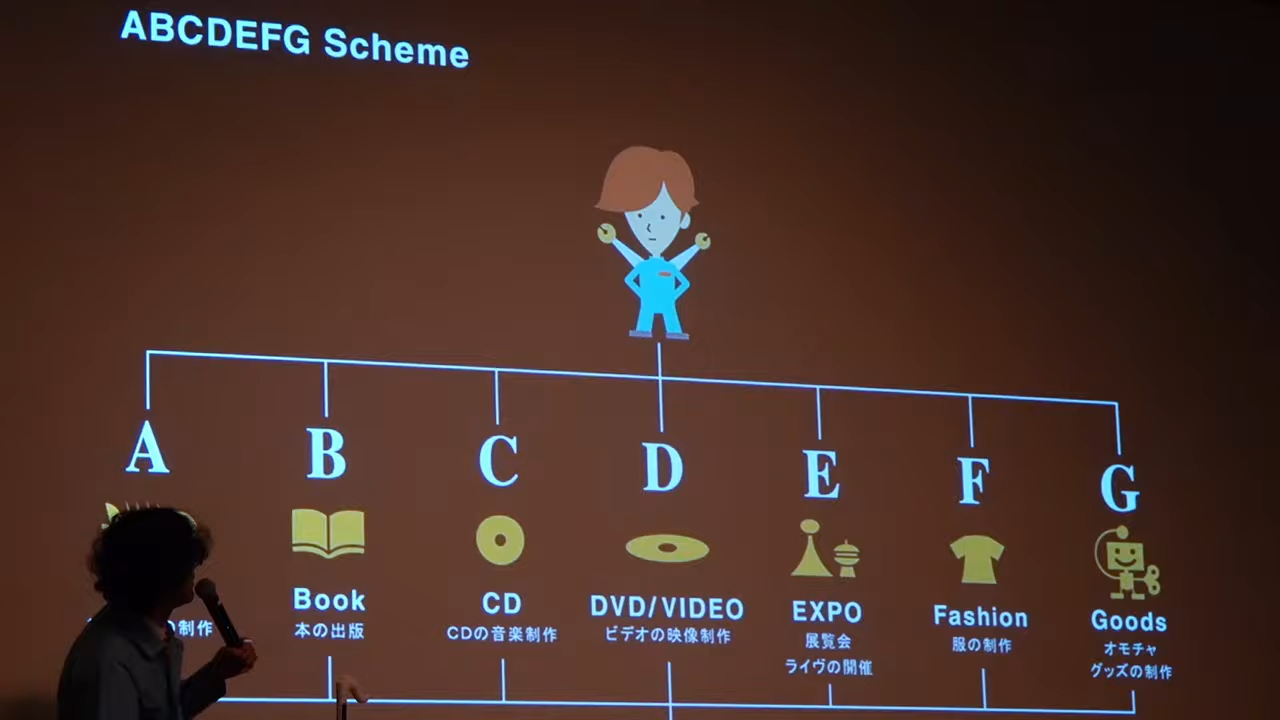 ABCDEFG Scheme
A
B
C
D
E
F
G
の制作
Book
本の出版
CD
CDの音楽制作
DVD/VIDEO
ビデオの映像制作
EXPO
展覧会
ライヴの開催
Fashion
服の制作
Goods
オモチャ
グッズの制作